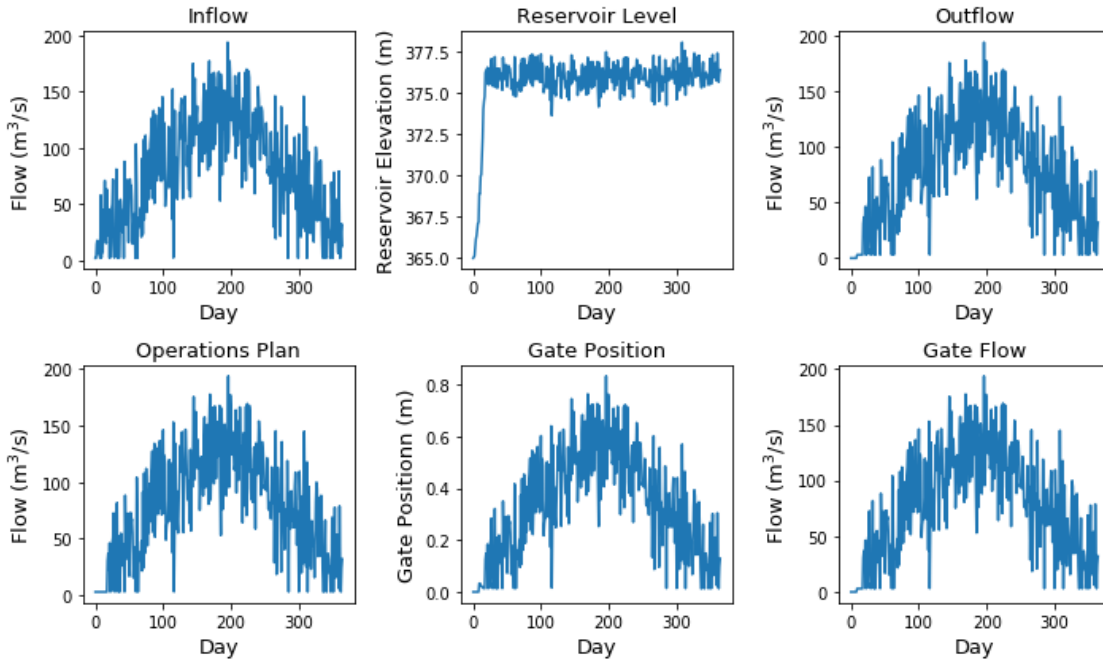 Inflow
Reservoir Level
Outflow
Flow (m³/s)
200
150
100
50
0
0 100 200 300
Day
Reservoir Elevation (m)
377.5
375.0
372.5
370.0
367.5
365.0
0 100 200 300
Day
Flow (m³/s)
200
150
100
50
0
0 100 200 300
Day
Operations Plan
Gate Position
Gate Flow
Flow (m³/s)
200
150
100
50
0
0 100 200 300
Day
Gate Positionn (m)
0.8
0.6
0.4
0.2
0.0
0 100 200 300
Day
Flow (m³/s)
200
150
100
50
0
0 100 200 300
Day